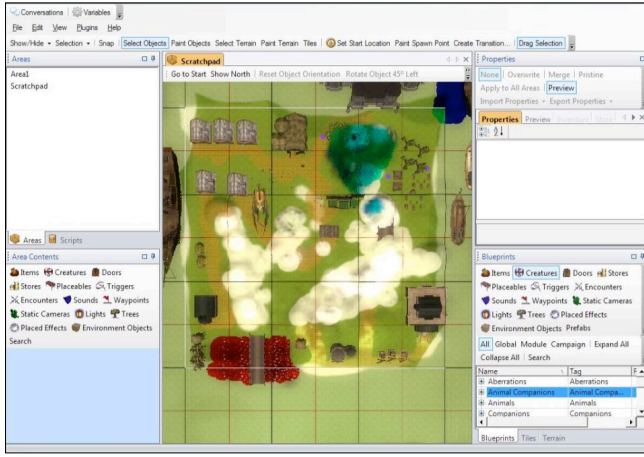 Conversations Variables
File Edit View Plugins Help
Show/Hide Selection Snap Select Objects Paint Objects Select Terrain Paint Terrain Tiles Set Start Location Paint Spawn Point Create Transition... Drag Selection
Areas
Area1
Scratchpad
Areas Scripts
Area Contents
Items Creatures Doors
Stores Placeables Triggers
Encounters Sounds Waypoints
Static Cameras Lights Trees
Placed Effects Environment Objects
Search
Scratchpad
Go to Start Show North Reset Object Orientation Rotate Object 45° Left
Properties
None Overwrite Merge Pristine
Apply to All Areas Preview
Import Properties Export Properties
Properties Preview Inventory Store
Blueprints
Items Creatures Doors Stores
Placeables Triggers Encounters
Sounds Waypoints Static Cameras
Lights Trees Placed Effects
Environment Objects Prefabs
All Global Module Campaign Expand All
Collapse All Search
Name Tag
Aberrations Aberrations
Animal Companions Animal Compa...
Animals Animals
Companions Companions
Blueprints Tiles Terrain